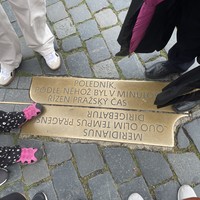 POLEDNÍK
PODLE NĚHOŽ BYL V MINULOSTI
ŘÍZEN PRAŽSKÝ ČAS
MERIDIANUS
QUO OLIM TEMPUS PRAGENSE
DIRIGEBATUR